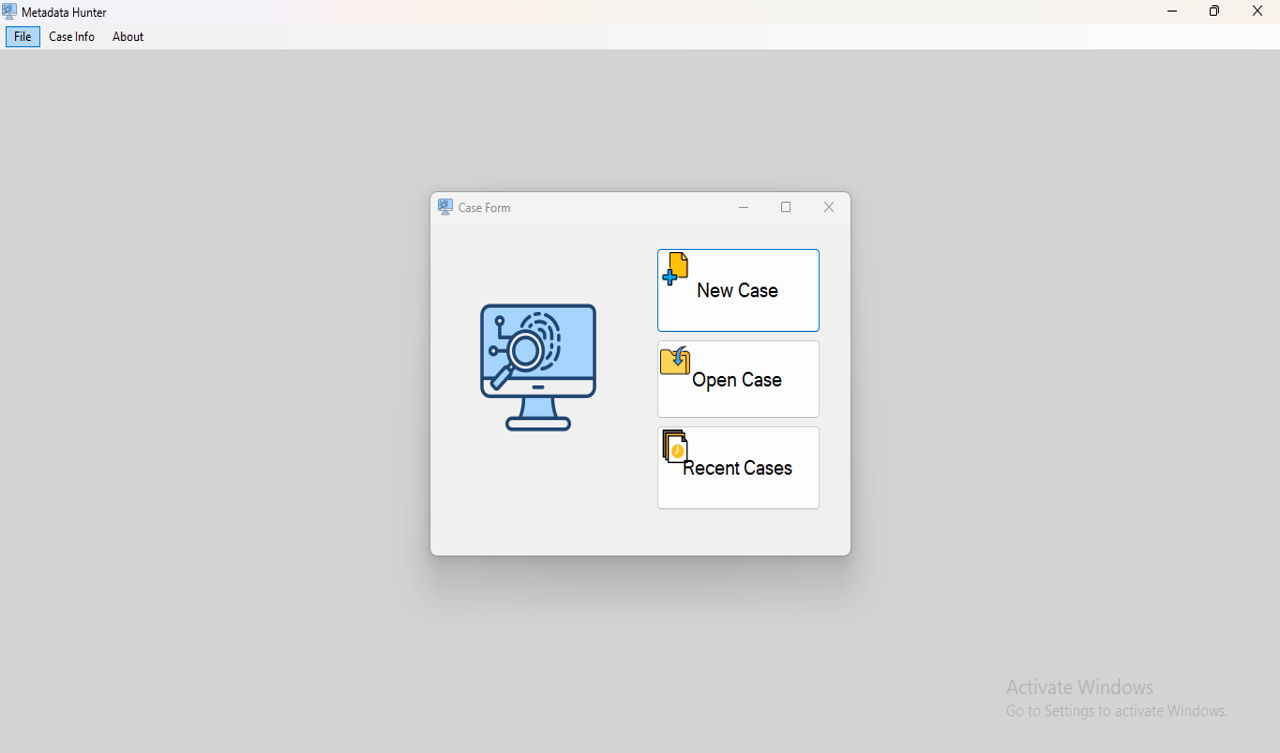 Metadata Hunter
File Case Info About
Case Form
New Case
Open Case
Recent Cases
Activate Windows
Go to Settings to activate Windows.